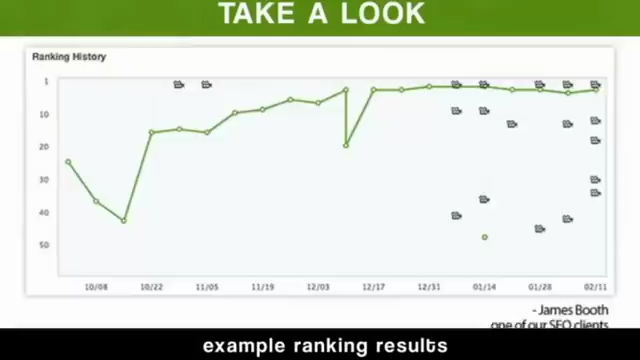 TAKE A LOOK
Ranking History
1
10
20
30
40
50
10/08 10/22 11/05 11/19 12/03 12/17 12/31 01/14 01/28 02/11
- James Booth
one of our SEO clients
example ranking results